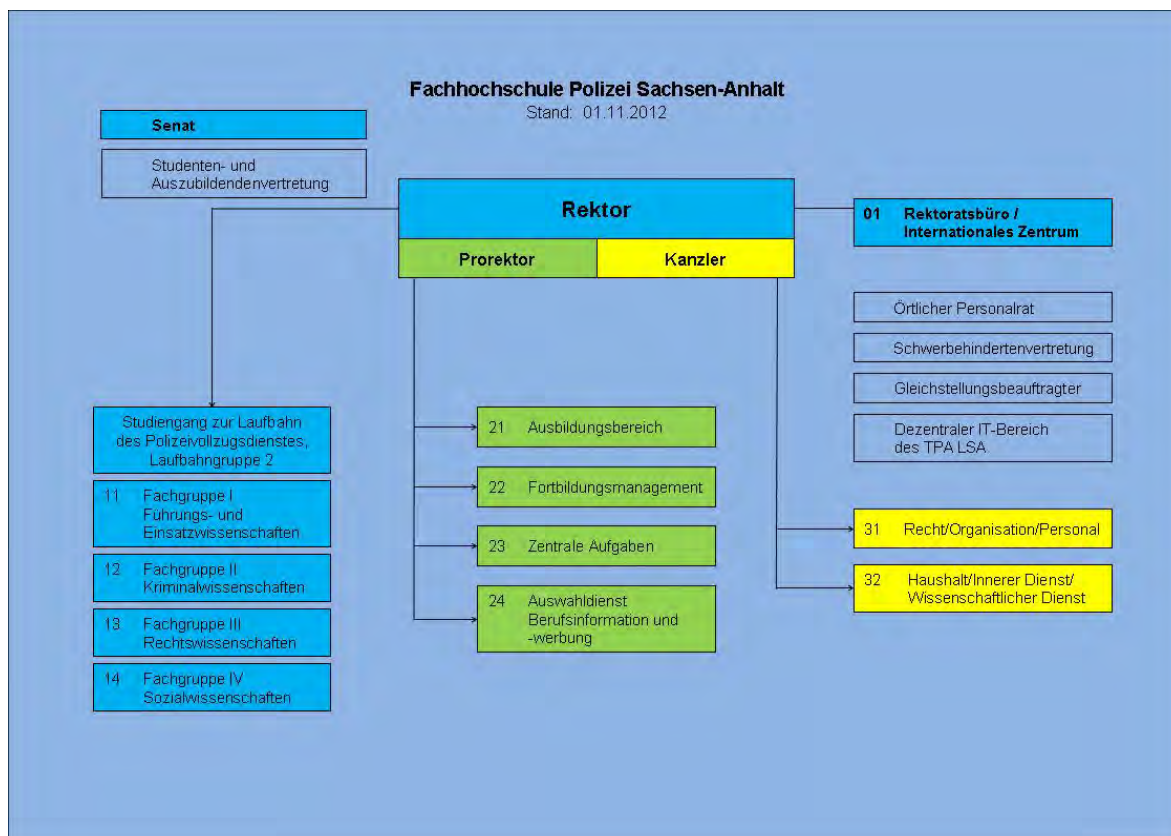 Fachhochschule Polizei Sachsen-Anhalt
Stand: 01.11.2012
Senat
Studenten- und
Auszubildendenvertretung
Rektor
Prorektor
Kanzler
01 Rektoratsbüro /
Internationales Zentrum
Örtlicher Personalrat
Schwerbehindertenvertretung
Gleichstellungsbeauftragter
Dezentraler IT-Bereich
des TPA LSA
Studiengang zur Laufbahn
des Polizeivollzugsdienstes,
Laufbahngruppe 2
11 Fachgruppe I
Führungs- und
Einsatzwissenschaften
12 Fachgruppe II
Kriminalwissenschaften
13 Fachgruppe III
Rechtswissenschaften
14 Fachgruppe IV
Sozialwissenschaften
21 Ausbildungsbereich
22 Fortbildungsmanagement
23 Zentrale Aufgaben
24 Auswahldienst
Berufsinformation und
-werbung
31 Recht/Organisation/Personal
32 Haushalt/Innerer Dienst/
Wissenschaftlicher Dienst